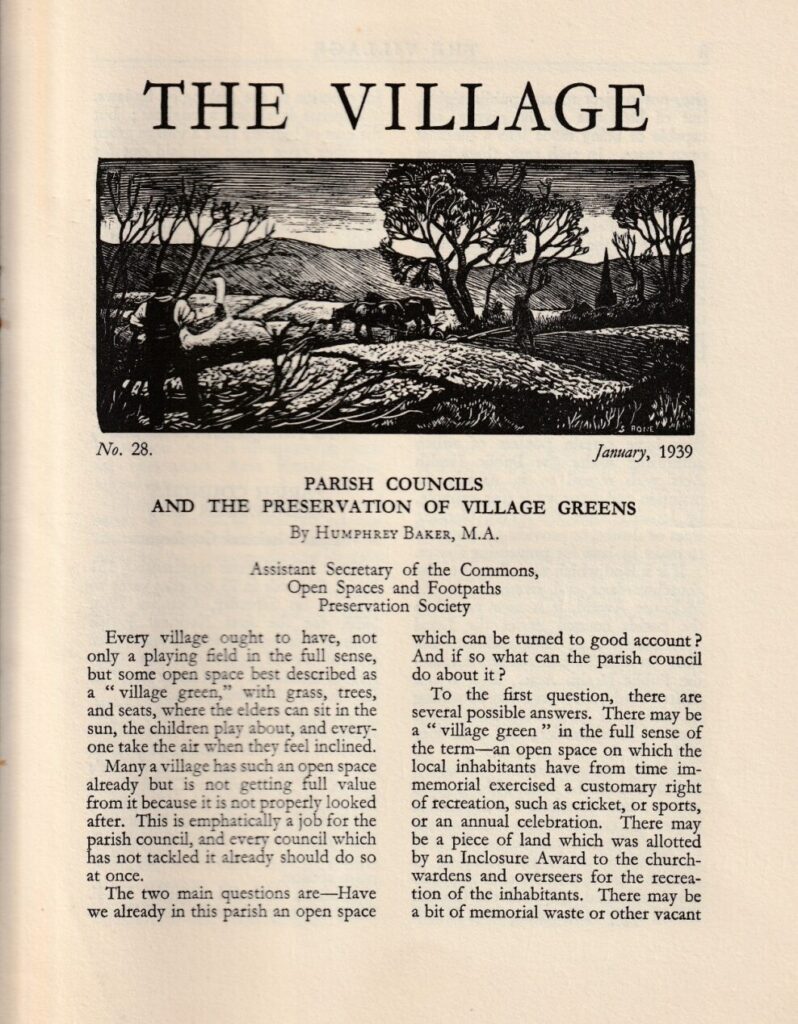 THE VILLAGE
S. ROME
No. 28.
January, 1939
PARISH COUNCILS
AND THE PRESERVATION OF VILLAGE GREENS
By Humphrey Baker, M.A.
Assistant Secretary of the Commons,
Open Spaces and Footpaths
Preservation Society
Every village ought to have, not
only a playing field in the full sense,
but some open space best described as
a “ village green,” with grass, trees,
and seats, where the elders can sit in the
sun, the children play about, and every-
one take the air when they feel inclined.
Many a village has such an open space
already but is not getting full value
from it because it is not properly looked
after. This is emphatically a job for the
parish council, and every council which
has not tackled it already should do so
at once.
The two main questions are—Have
we already in this parish an open space
which can be turned to good account ?
And if so what can the parish council
do about it ?
To the first question, there are
several possible answers. There may be
a “ village green ” in the full sense of
the term—an open space on which the
local inhabitants have from time im-
memorial exercised a customary right
of recreation, such as cricket, or sports,
or an annual celebration. There may
be a piece of land which was allotted
by an Inclosure Award to the church-
wardens and overseers for the recrea-
tion of the inhabitants. There may be
a bit of memorial waste or other vacant